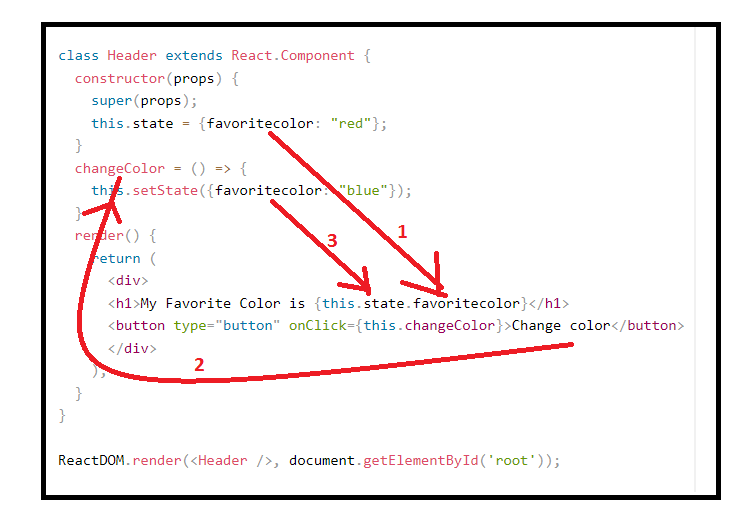 class Header extends React.Component {
  constructor(props) {
    super(props);
    this.state = {favoritecolor: "red"};
  }
  changeColor = () => {
    this.setState({favoritecolor: "blue"});
  }
  render() {
    return (
      <div>
      <h1>My Favorite Color is {this.state.favoritecolor}</h1>
      <button type="button" onClick={this.changeColor}>Change color</button>
      </div>
    );
  }
}
ReactDOM.render(<Header />, document.getElementById('root'));
1
3
2